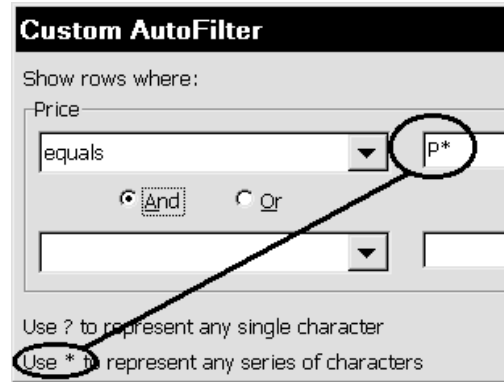 Custom AutoFilter
Show rows where:
Price
equals P*
And Or
Use ? to represent any single character
Use * to represent any series of characters